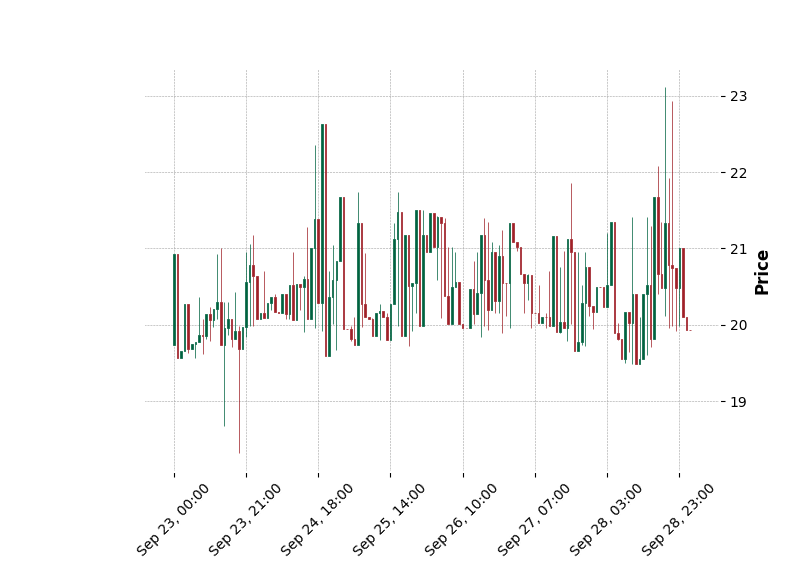 23
22
21
20
19
Price
Sep 23, 00:00
Sep 23, 21:00
Sep 24, 18:00
Sep 25, 14:00
Sep 26, 10:00
Sep 27, 07:00
Sep 28, 03:00
Sep 28, 23:00